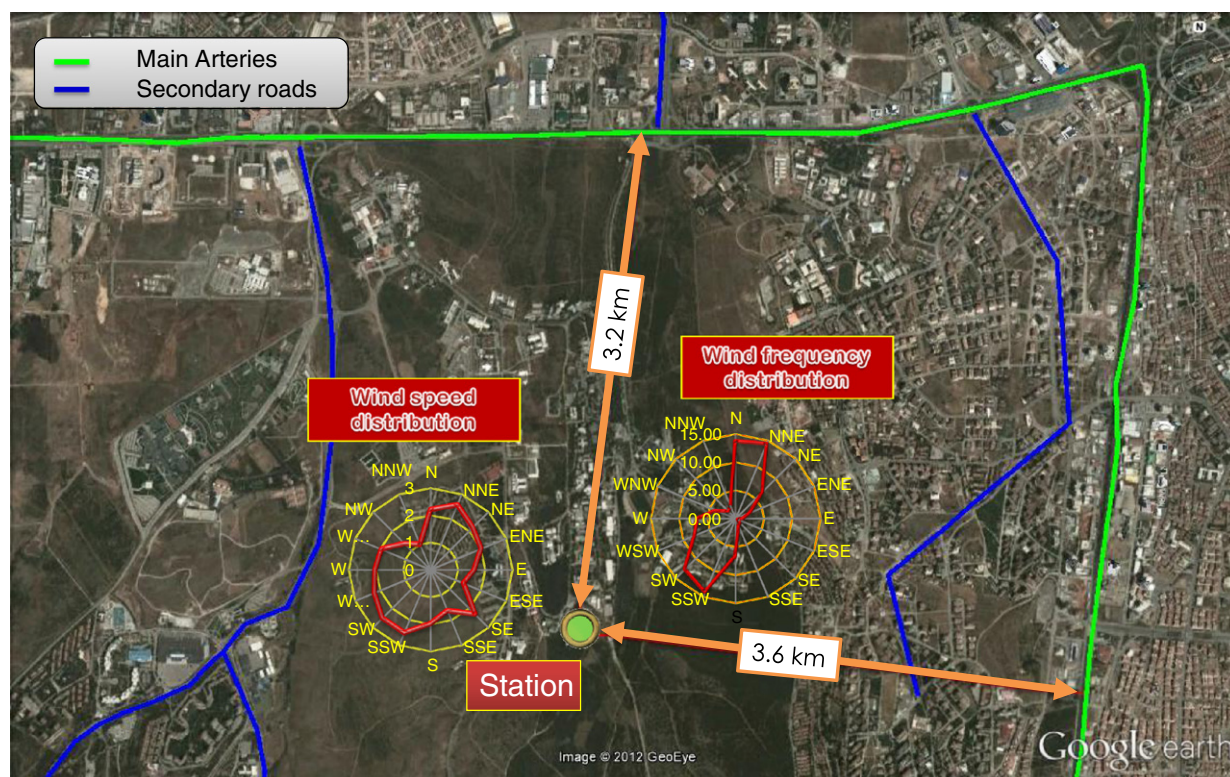 N
Main Arteries
Secondary roads
3.2 km
Wind frequency
distribution
Wind speed
distribution
N
NNE
NE
ENE
E
ESE
SE
SSE
S
SSW
SW
WSW
W
WNW
NW
NNW
15.00
10.00
5.00
0.00
N
NNE
NE
ENE
E
ESE
SE
SSE
S
SSW
SW
W...
W
W...
NW
NNW
3
2
1
0
3.6 km
Station
Image © 2012 GeoEye
Google earth